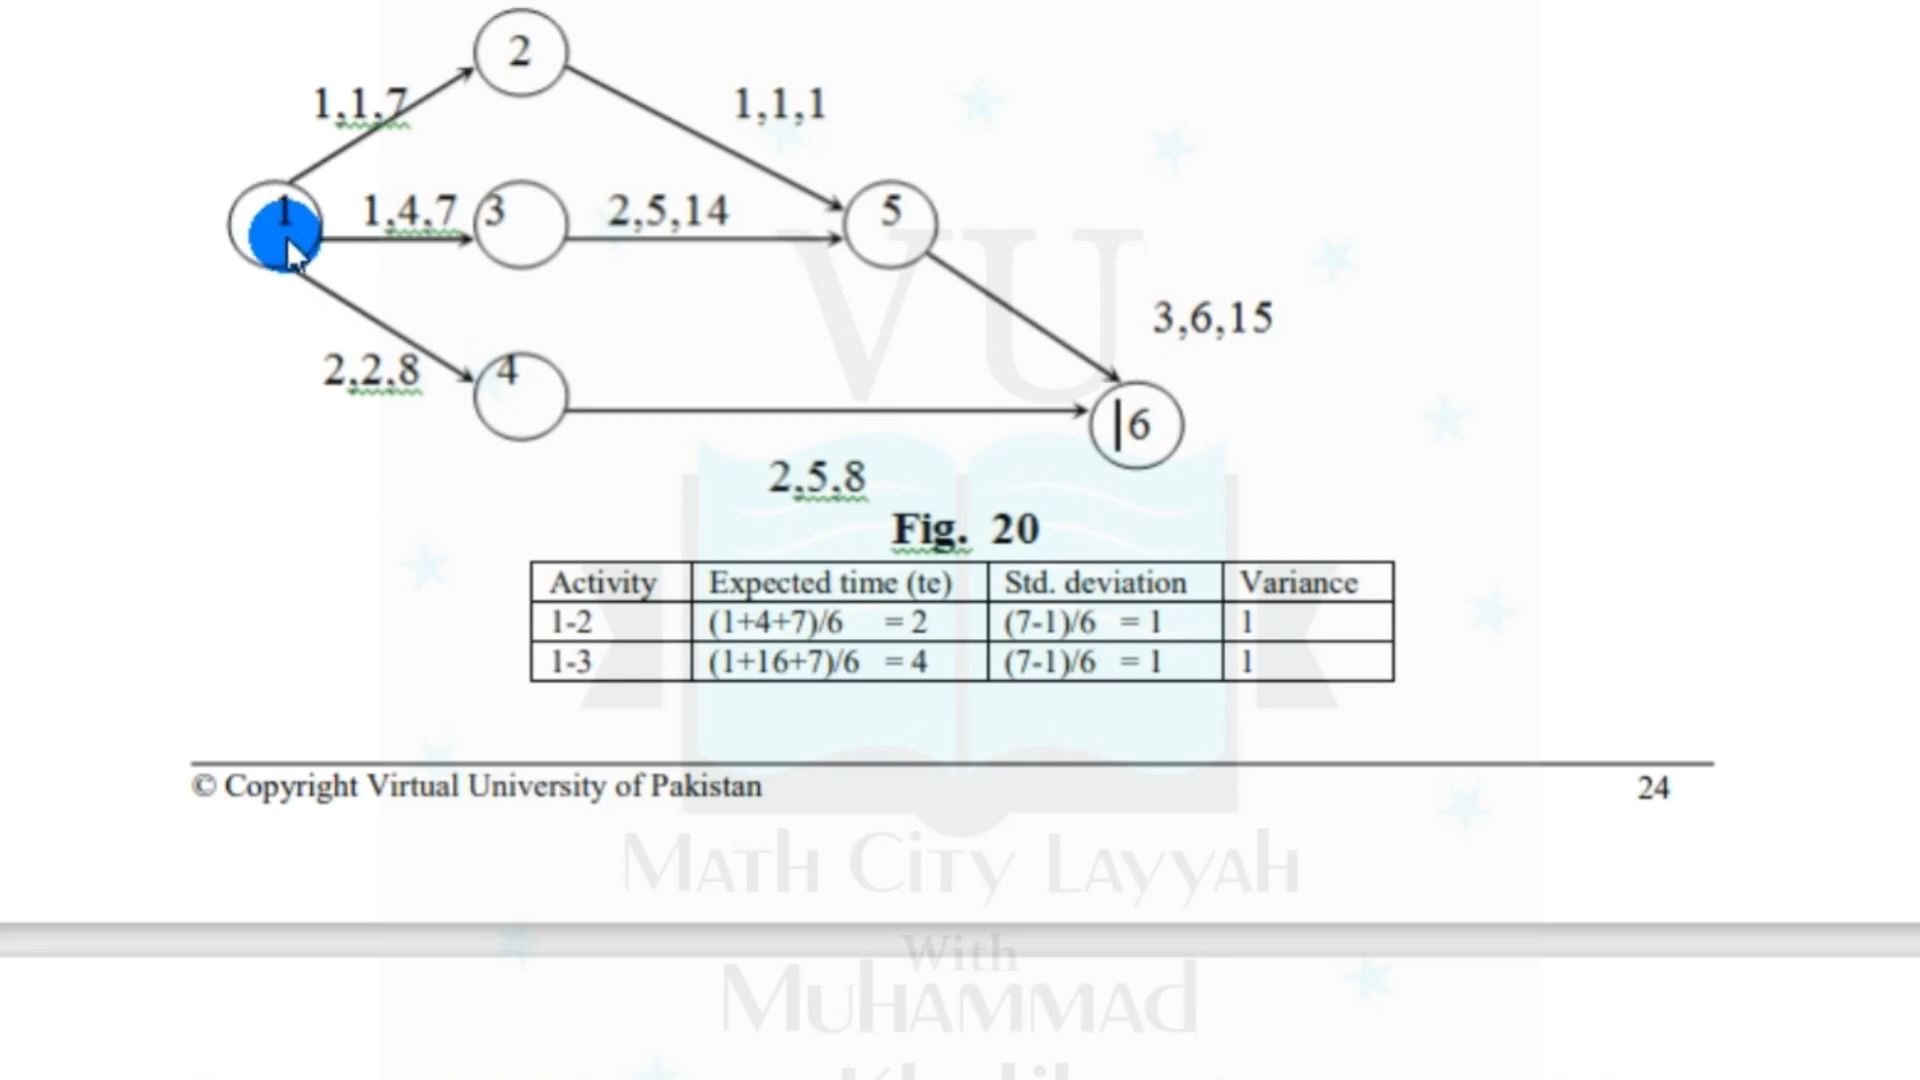 2
1,1,7
1,1,1
1
1,4,7
3
2,5,14
5
3,6,15
2,2,8
4
6
2,5,8
Fig. 20
Activity Expected time (te) Std. deviation Variance
1-2 (1+4+7)/6 = 2 (7-1)/6 = 1 1
1-3 (1+16+7)/6 = 4 (7-1)/6 = 1 1
VU
© Copyright Virtual University of Pakistan 24
Math City Layyah
With
Muhammad